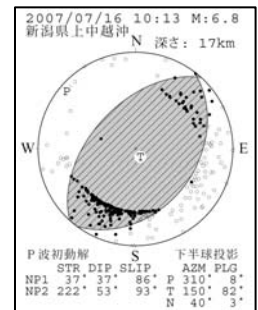 2007/07/16 10:13 M:6.8
新潟県上中越沖
N 深さ: 17km
P
W T E
S
P波初動解 下半球投影
STR DIP SLIP AZM PLG
NP1 37° 37° 86° P 310° 8°
NP2 222° 53° 93° T 150° 82°
N 40° 3°